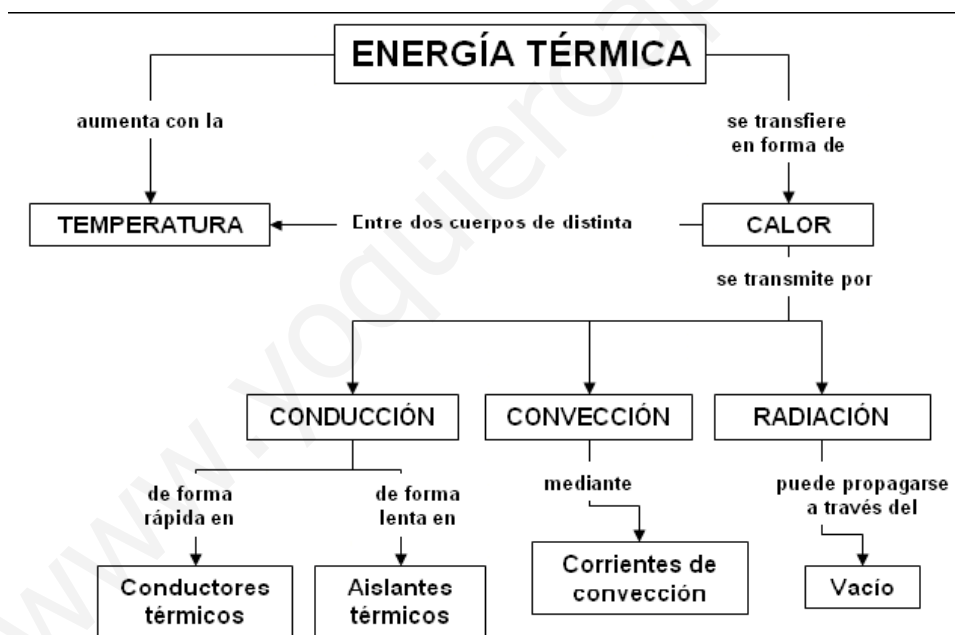 ENERGÍA TÉRMICA
aumenta con la
se transfiere
en forma de
TEMPERATURA
Entre dos cuerpos de distinta
CALOR
se transmite por
CONDUCCIÓN
CONVECCIÓN
RADIACIÓN
de forma
rápida en
de forma
lenta en
mediante
puede propagarse
a través del
Conductores
térmicos
Aislantes
térmicos
Corrientes de
convección
Vacío